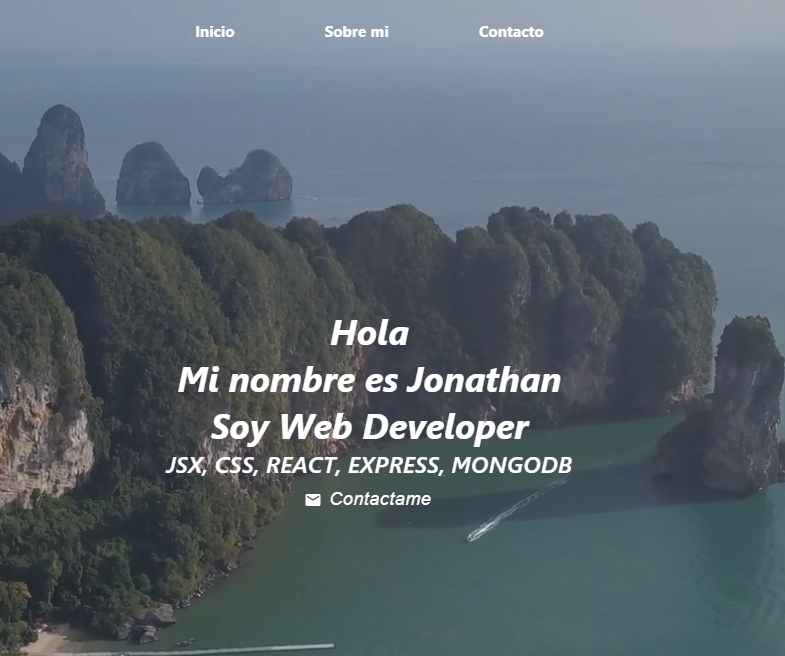 Inicio Sobre mi Contacto
Hola
Mi nombre es Jonathan
Soy Web Developer
JSX, CSS, REACT, EXPRESS, MONGODB
Contactame